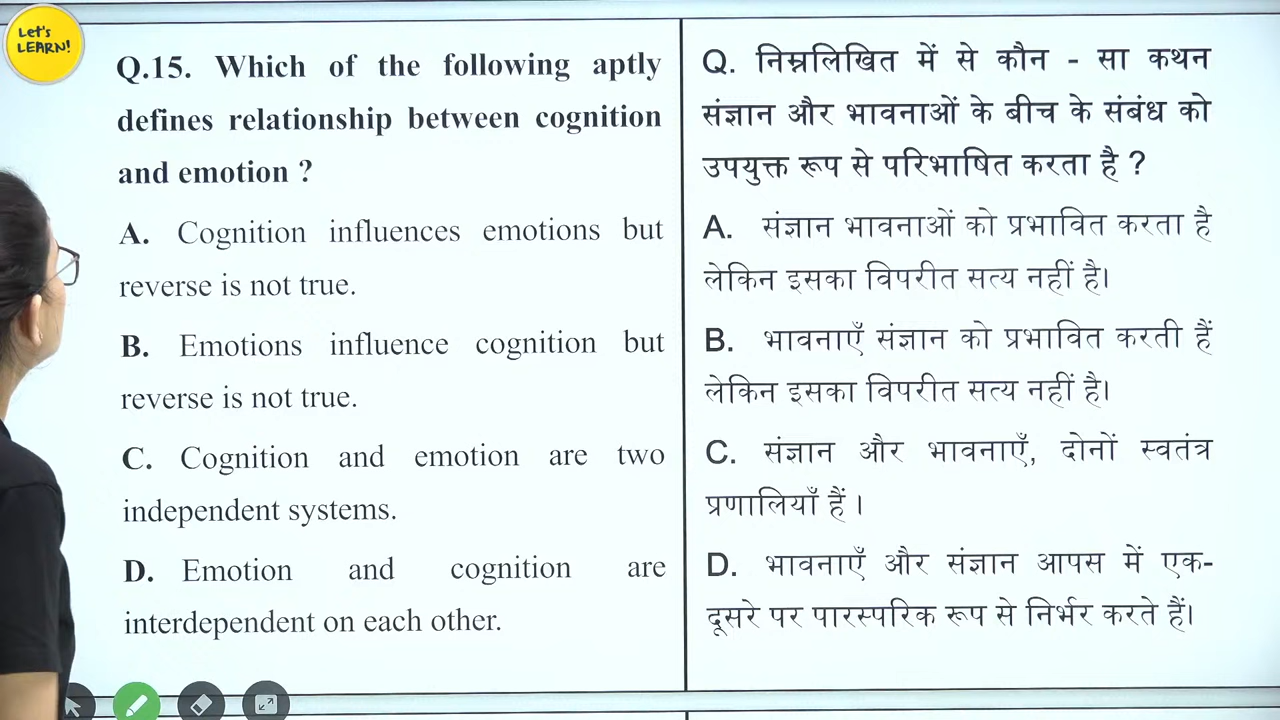 Let's
LEARN!
Q.15. Which of the following aptly
defines relationship between cognition
and emotion ?
A. Cognition influences emotions but
reverse is not true.
B. Emotions influence cognition but
reverse is not true.
C. Cognition and emotion are two
independent systems.
D. Emotion and cognition are
interdependent on each other.
Q. निम्नलिखित में से कौन - सा कथन
संज्ञान और भावनाओं के बीच के संबंध को
उपयुक्त रूप से परिभाषित करता है ?
A. संज्ञान भावनाओं को प्रभावित करता है
लेकिन इसका विपरीत सत्य नहीं है।
B. भावनाएँ संज्ञान को प्रभावित करती हैं
लेकिन इसका विपरीत सत्य नहीं है।
C. संज्ञान और भावनाएँ, दोनों स्वतंत्र
प्रणालियाँ हैं ।
D. भावनाएँ और संज्ञान आपस में एक-
दूसरे पर पारस्परिक रूप से निर्भर करते हैं।